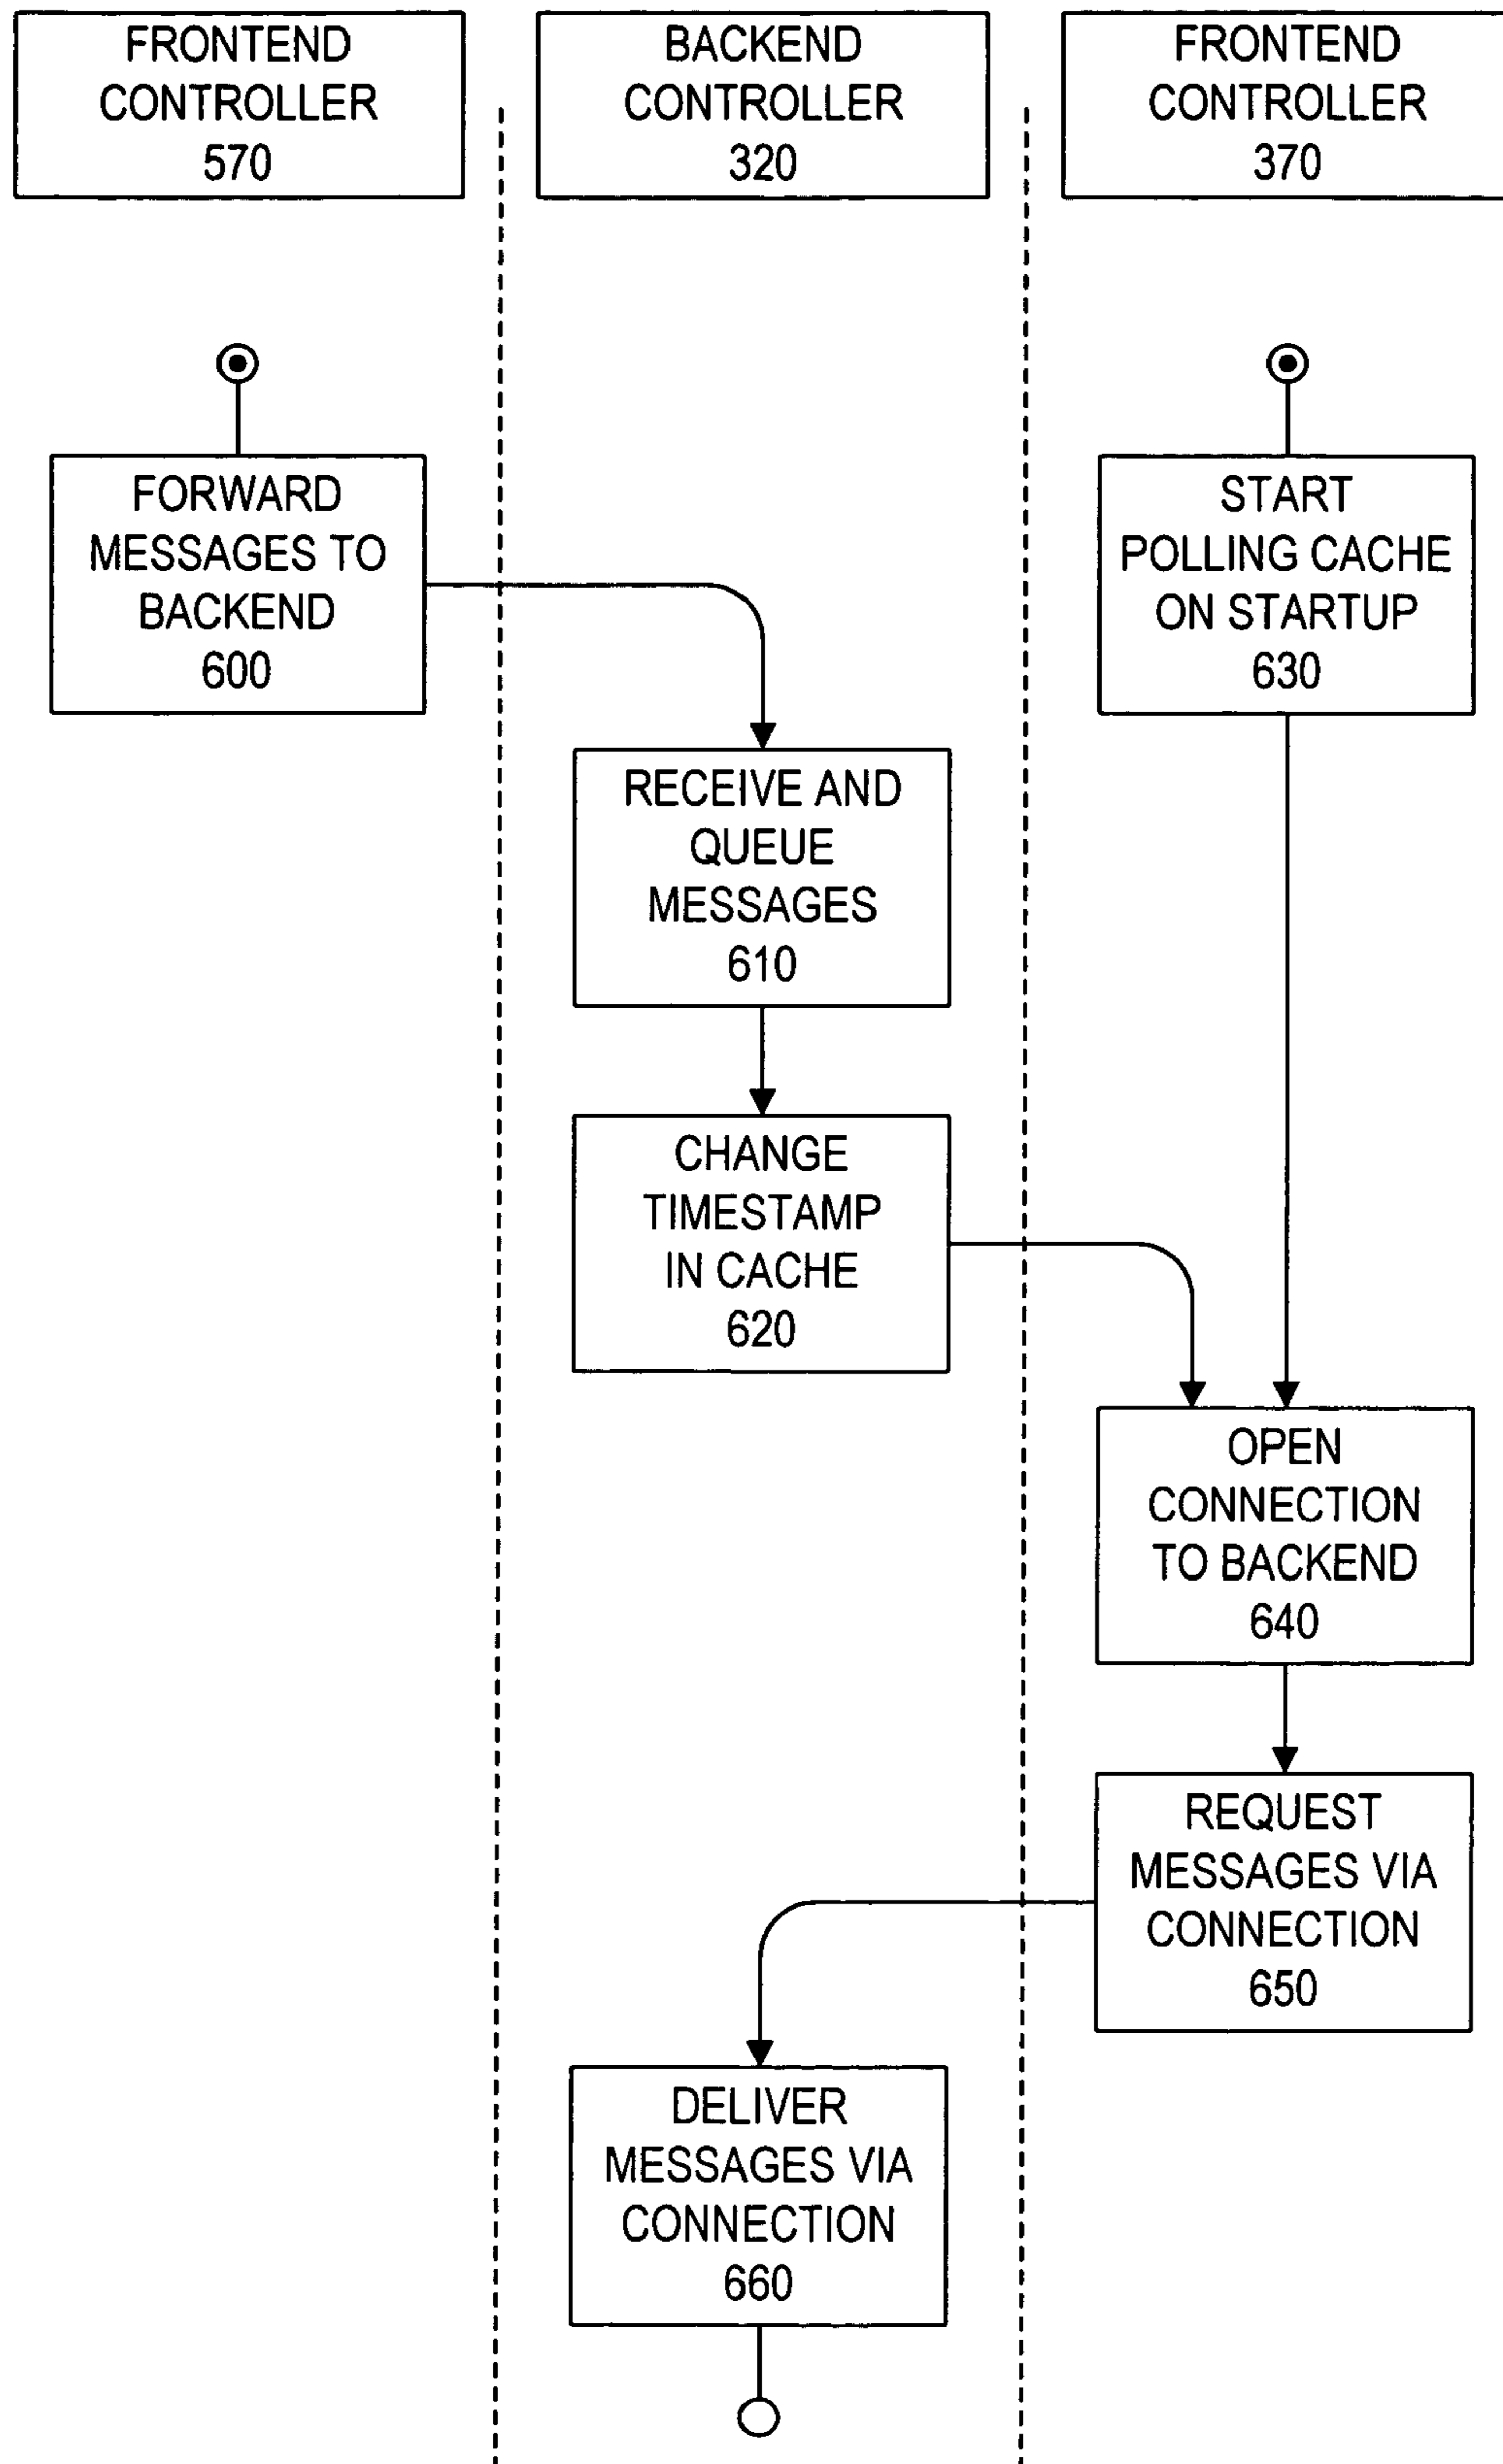 FRONTEND
CONTROLLER
570
BACKEND
CONTROLLER
320
FRONTEND
CONTROLLER
370
FORWARD
MESSAGES TO
BACKEND
600
START
POLLING CACHE
ON STARTUP
630
RECEIVE AND
QUEUE
MESSAGES
610
CHANGE
TIMESTAMP
IN CACHE
620
OPEN
CONNECTION
TO BACKEND
640
REQUEST
MESSAGES VIA
CONNECTION
650
DELIVER
MESSAGES VIA
CONNECTION
660